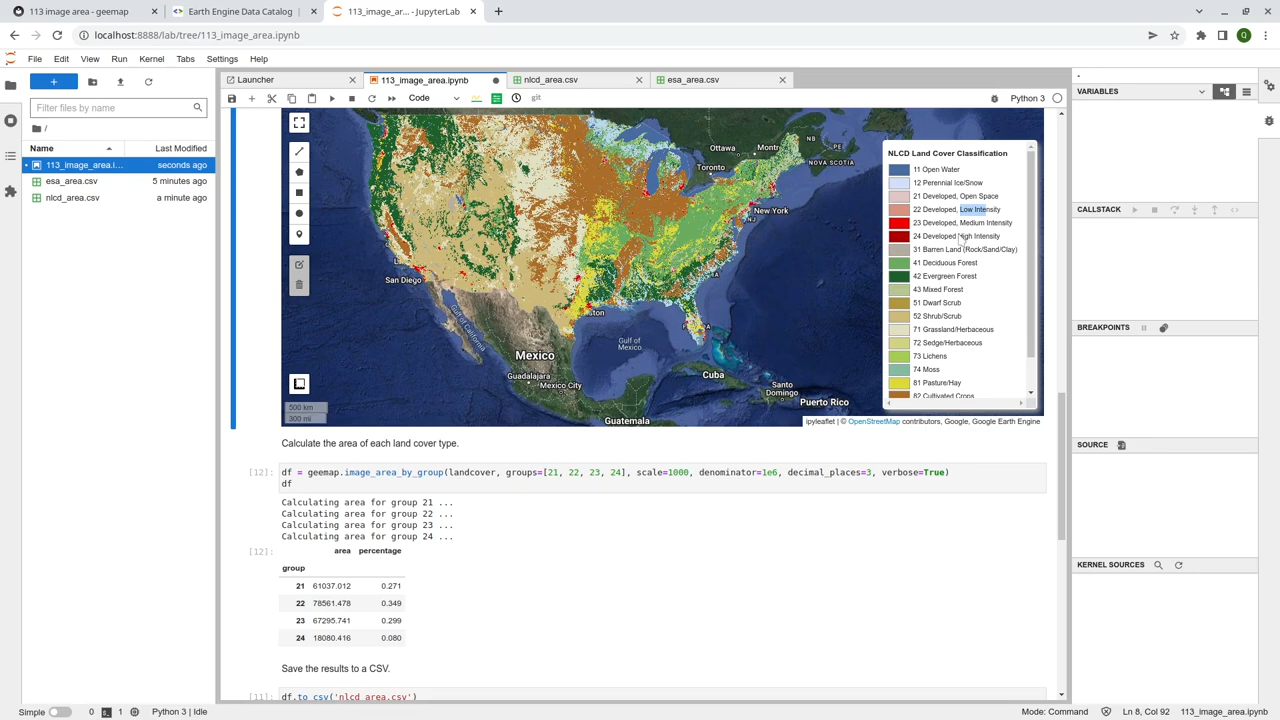 113 image area - geemap
Earth Engine Data Catalog
113_image_ar... - JupyterLab
localhost:8888/lab/tree/113_image_area.ipynb
Q
File Edit View Run Kernel Tabs Settings Help
Filter files by name
/
Name Last Modified
113_image_area.i... seconds ago
esa_area.csv 5 minutes ago
nlcd_area.csv a minute ago
Launcher
113_image_area.ipynb
nlcd_area.csv
esa_area.csv
Code
git
Python 3
Ottawa
Montr
NB
PE
NOVA SCOTIA
Toronto
New York
NJ
San Diego
Gulf of California
Gulf of Mexico
Mexico
Guadalajara
Mexico City
Cuba
Santo Domingo
Puerto Rico
Guatemala
500 km
300 mi
NLCD Land Cover Classification
11 Open Water
12 Perennial Ice/Snow
21 Developed, Open Space
22 Developed, Low Intensity
23 Developed, Medium Intensity
24 Developed High Intensity
31 Barren Land (Rock/Sand/Clay)
41 Deciduous Forest
42 Evergreen Forest
43 Mixed Forest
51 Dwarf Scrub
52 Shrub/Scrub
71 Grassland/Herbaceous
72 Sedge/Herbaceous
73 Lichens
74 Moss
81 Pasture/Hay
82 Cultivated Crops
ipyleaflet | © OpenStreetMap contributors, Google, Google Earth Engine
Calculate the area of each land cover type.
[12]: df = geemap.image_area_by_group(landcover, groups=[21, 22, 23, 24], scale=1000, denominator=1e6, decimal_places=3, verbose=True)
df
Calculating area for group 21 ...
Calculating area for group 22 ...
Calculating area for group 23 ...
Calculating area for group 24 ...
[12]: area percentage
group
21 61037.012 0.271
22 78561.478 0.349
23 67295.741 0.299
24 18080.416 0.080
Save the results to a CSV.
[11]: df.to_csv('nlcd_area.csv')
VARIABLES
CALLSTACK
BREAKPOINTS
SOURCE
KERNEL SOURCES
Simple 0 1 Python 3 | Idle
Mode: Command Ln 8, Col 92 113_image_area.ipynb